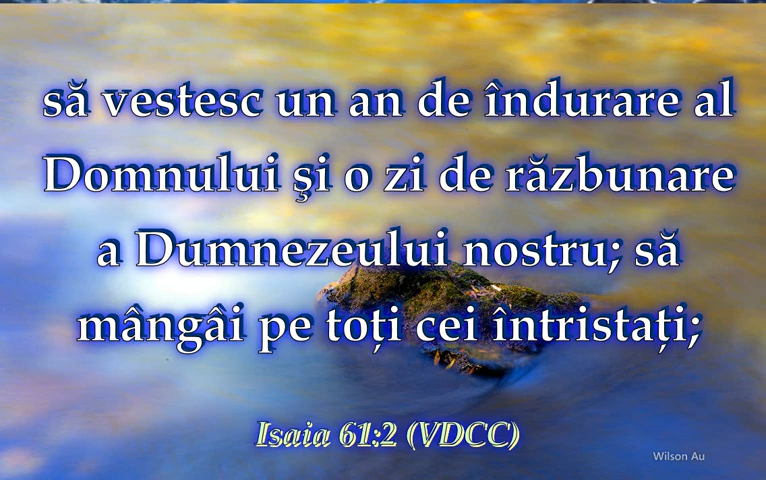 să vestesc un an de îndurare al
Domnului şi o zi de răzbunare
a Dumnezeului nostru; să
mângâi pe toți cei întristați;
Isaia 61:2 (VDCC)
Wilson Au